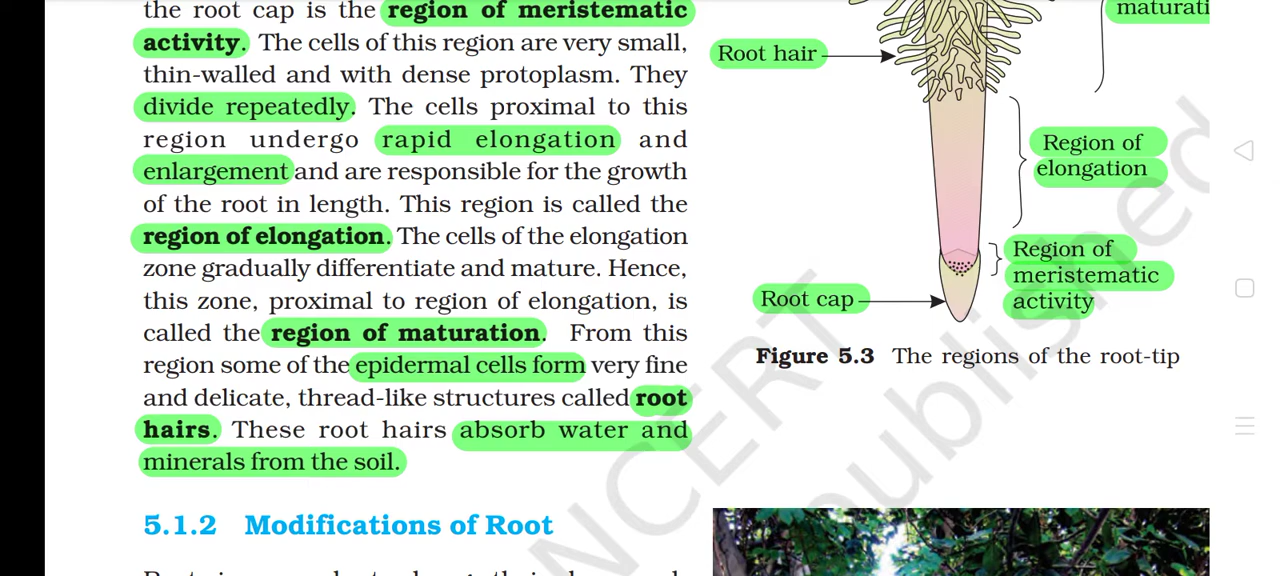 the root cap is the region of meristematic
activity. The cells of this region are very small,
thin-walled and with dense protoplasm. They
divide repeatedly. The cells proximal to this
region undergo rapid elongation and
enlargement and are responsible for the growth
of the root in length. This region is called the
region of elongation. The cells of the elongation
zone gradually differentiate and mature. Hence,
this zone, proximal to region of elongation, is
called the region of maturation. From this
region some of the epidermal cells form very fine
and delicate, thread-like structures called root
hairs. These root hairs absorb water and
minerals from the soil.
5.1.2 Modifications of Root
maturati
Root hair
Region of
elongation
Region of
meristematic
activity
Root cap
Figure 5.3 The regions of the root-tip
NCERT
published